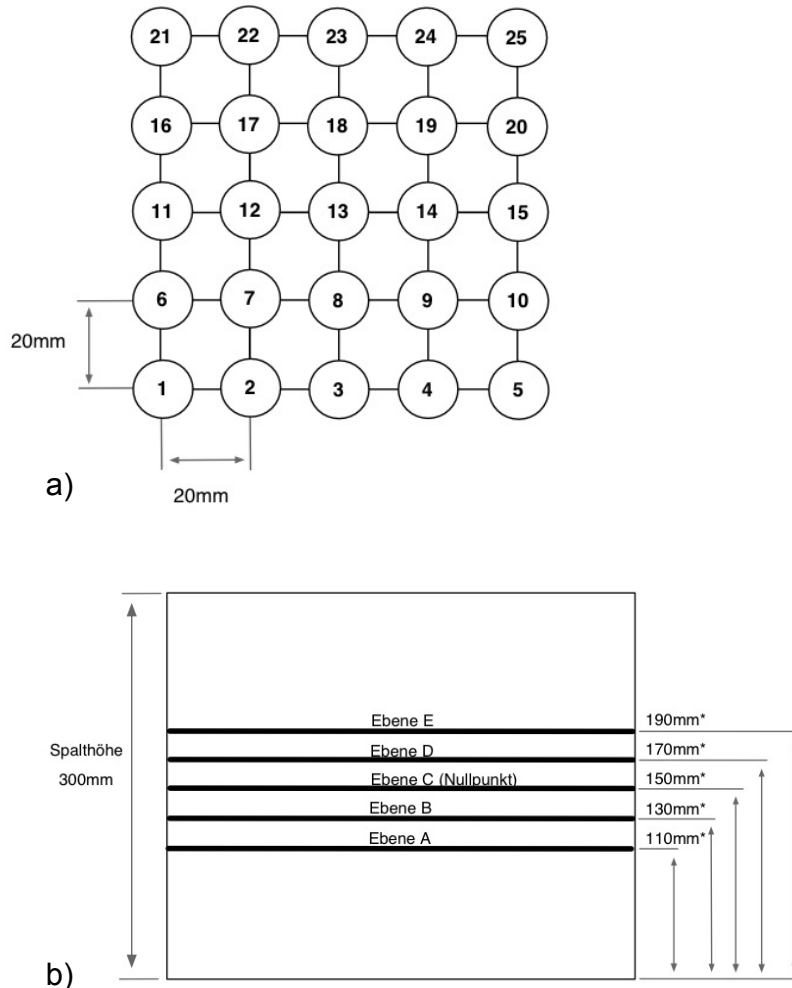 21 22 23 24 25
16 17 18 19 20
11 12 13 14 15
6 7 8 9 10
20mm
1 2 3 4 5
a)
20mm
Ebene E 190mm*
Spalthöhe
300mm
Ebene D 170mm*
Ebene C (Nullpunkt) 150mm*
Ebene B 130mm*
Ebene A 110mm*
b)